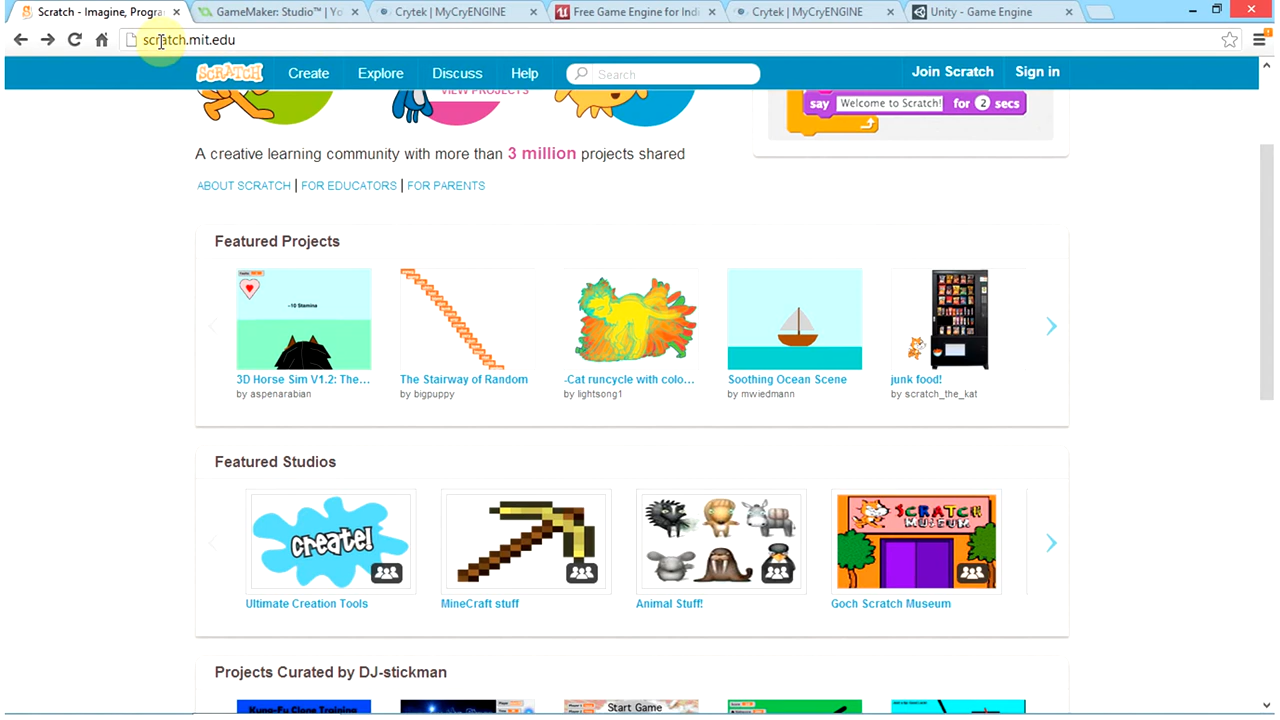 Scratch - Imagine, Progra
GameMaker: Studio™ | Yo
Crytek | MyCryENGINE
Free Game Engine for Indi
Crytek | MyCryENGINE
Unity - Game Engine
scratch.mit.edu
SCRATCH
Create
Explore
Discuss
Help
Search
Join Scratch
Sign in
VIEW PROJECTS
say Welcome to Scratch! for 2 secs
A creative learning community with more than 3 million projects shared
ABOUT SCRATCH | FOR EDUCATORS | FOR PARENTS
Featured Projects
-10 Stamina
3D Horse Sim V1.2: The...
by aspenarabian
The Stairway of Random
by bigpuppy
-Cat runcycle with colo...
by lightsong1
Soothing Ocean Scene
by mwiedmann
junk food!
by scratch_the_kat
Featured Studios
create!
SCRATCH
MUSEUM
Ultimate Creation Tools
MineCraft stuff
Animal Stuff!
Goch Scratch Museum
Projects Curated by DJ-stickman
Kung-Fu Clone Training
Start Game